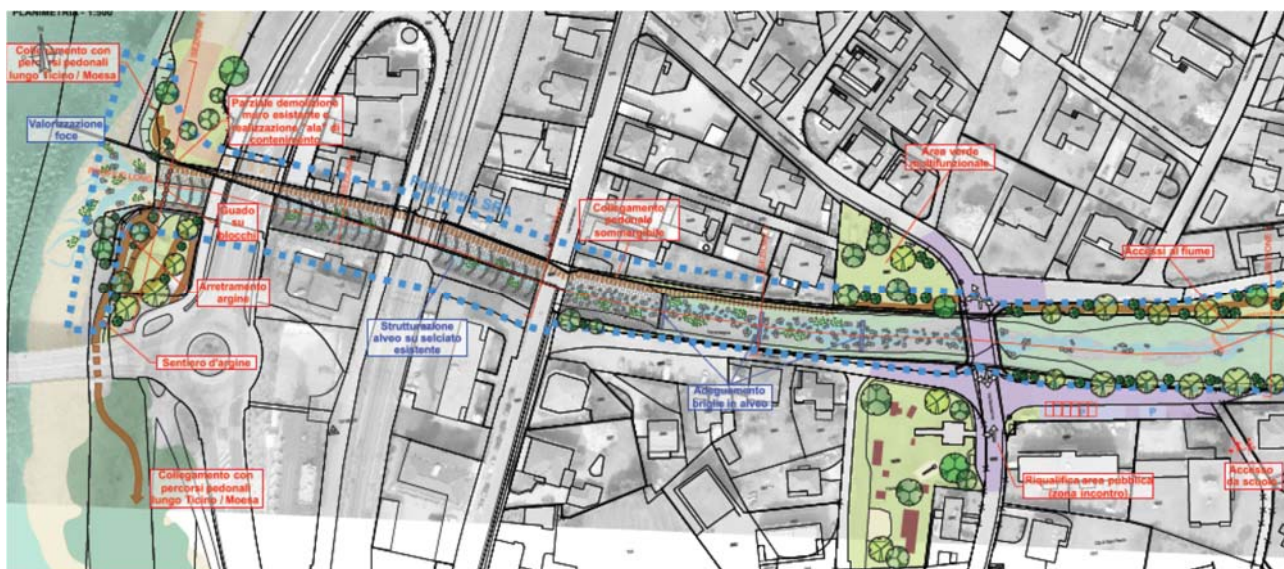 PLANIMETRIA - 1:500
Collegamento con
percorsi pedonali
lungo Ticino / Moesa
Valorizzazione
foce
Parziale demolizione
muro esistente e
realizzazione "ala" di
contenimento
Perimetro SRA
Guado
su
blocchi
Collegamento
pedonale
sommergibile
Area verde
multifunzionale
Accessi al fiume
Arretramento
argine
Sentiero d'argine
Strutturazione
alveo su selciato
esistente
Adeguamento
briglie in alveo
Collegamento con
percorsi pedonali
lungo Ticino / Moesa
Riqualifica area pubblica
(zona incontro)
P
Accesso
da scuole